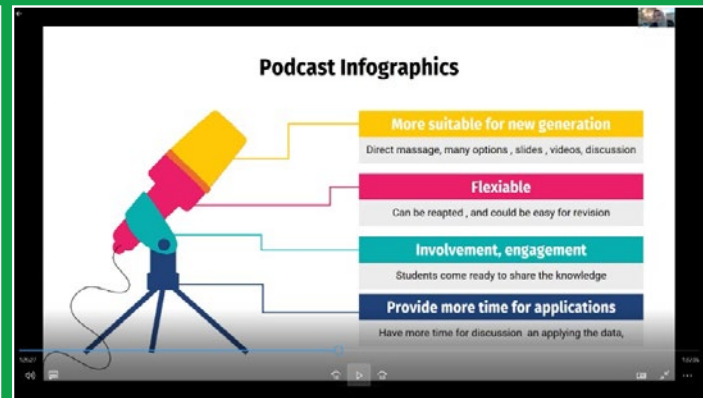 Podcast Infographics
More suitable for new generation
Direct massage, many options , slides , videos, discussion
Flexiable
Can be reapted , and could be easy for revision
Involvement, engagement
Students come ready to share the knowledge
Provide more time for applications
Have more time for discussion an applying the data,